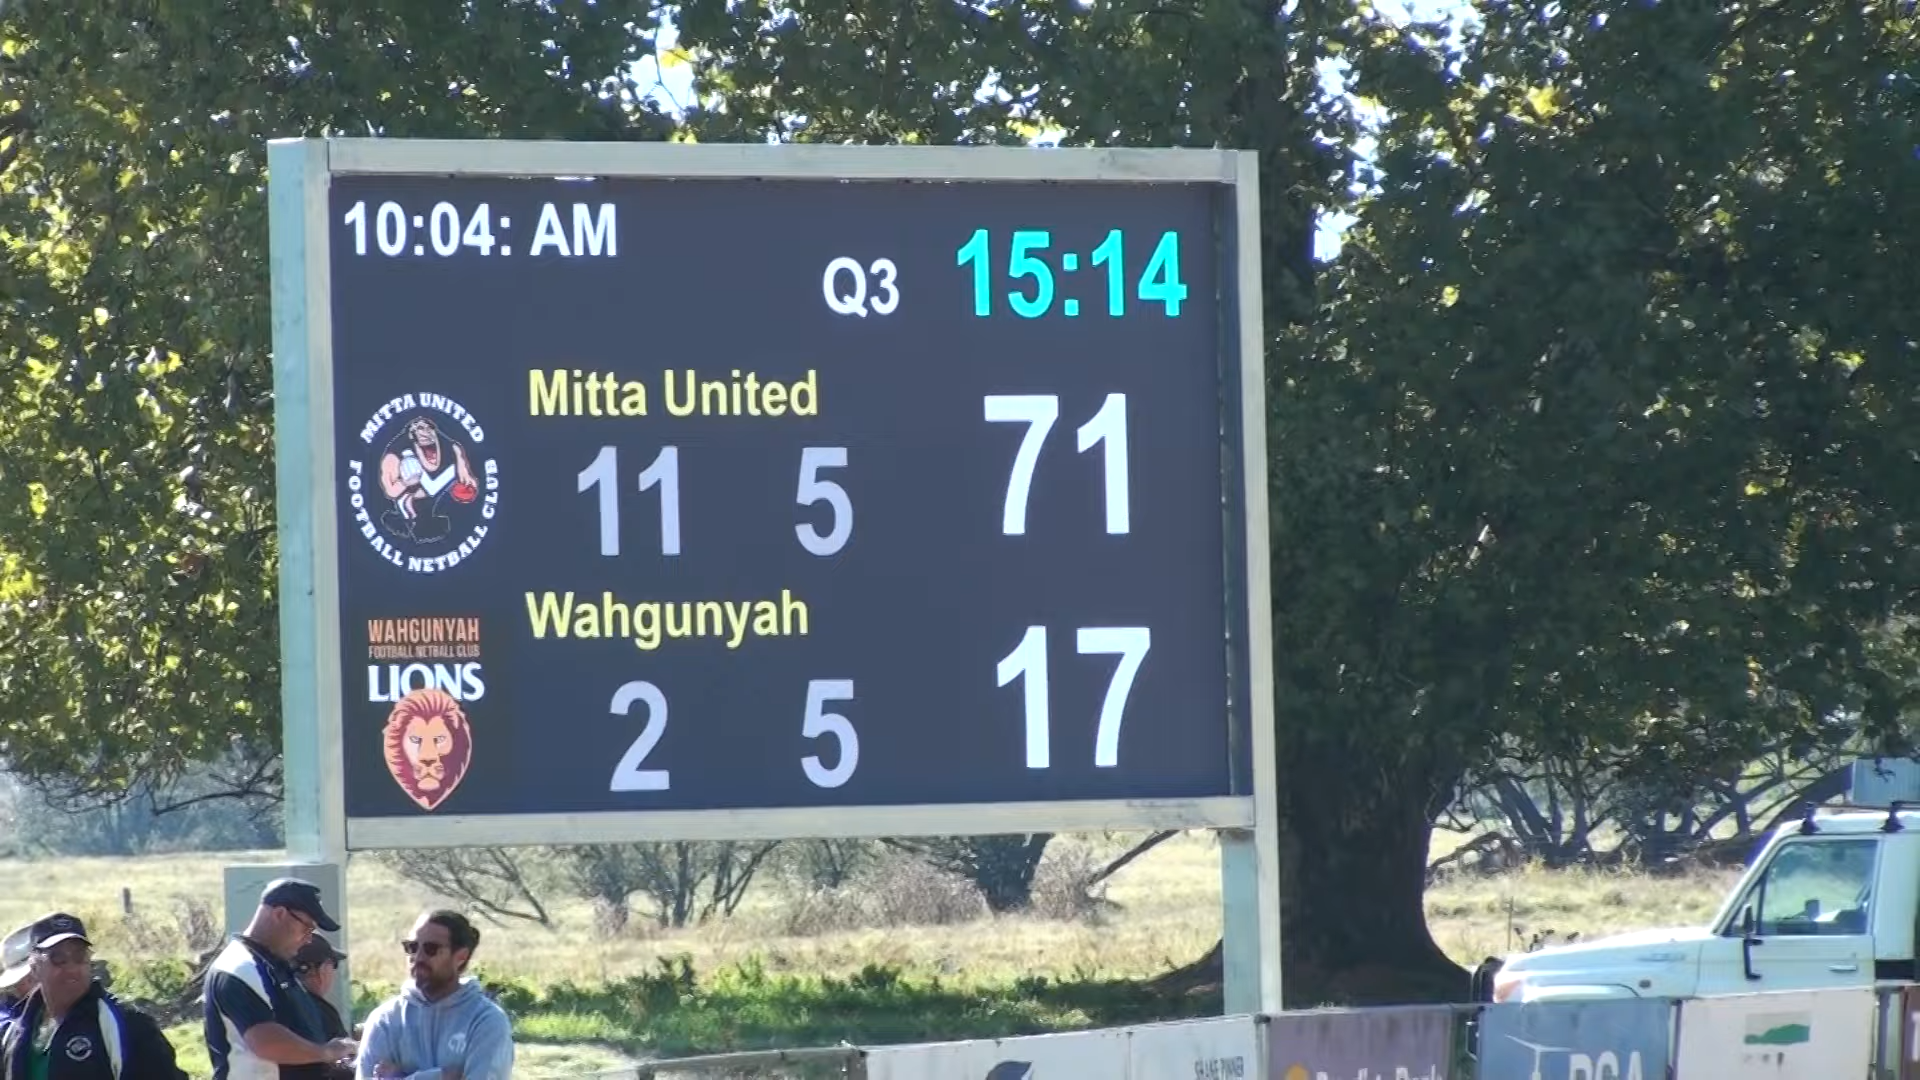 10:04: AM
Q3 15:14
Mitta United
11 5 71
MITTA UNITED
FOOTBALL NETBALL CLUB
Wahgunyah
2 5 17
WAHGUNYAH
FOOTBALL NETBALL CLUB
LIONS